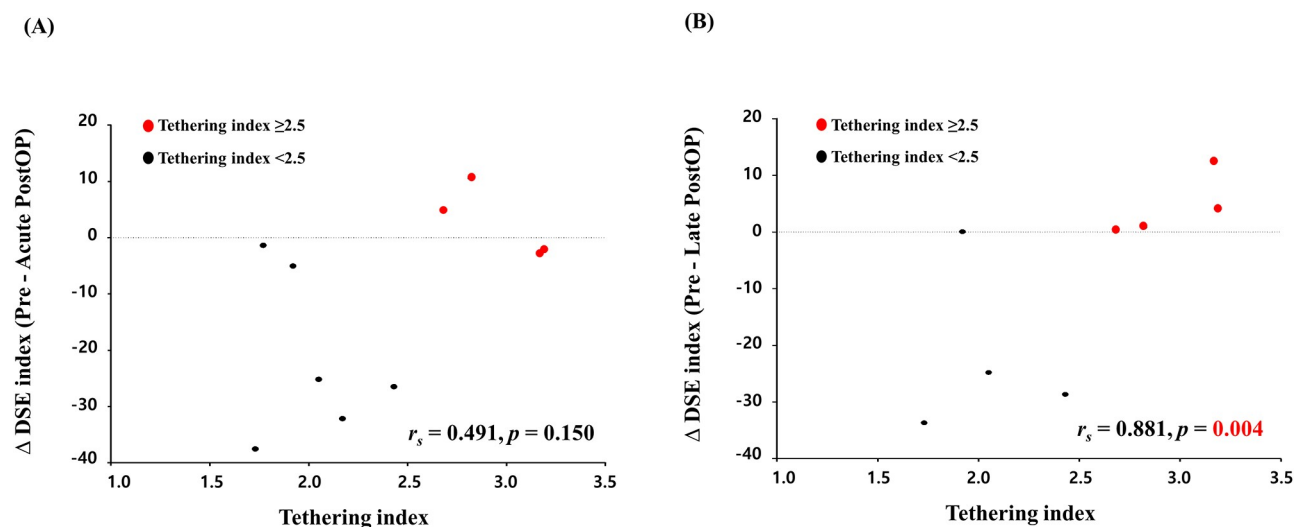 (A)
Tethering index ≥2.5
Tethering index <2.5
Δ DSE index (Pre - Acute PostOP)
20
10
0
-10
-20
-30
-40
r_s = 0.491, p = 0.150
1.0 1.5 2.0 2.5 3.0 3.5
Tethering index
(B)
Tethering index ≥2.5
Tethering index <2.5
Δ DSE index (Pre - Late PostOP)
20
10
0
-10
-20
-30
-40
r_s = 0.881, p = 0.004
1.0 1.5 2.0 2.5 3.0 3.5
Tethering index